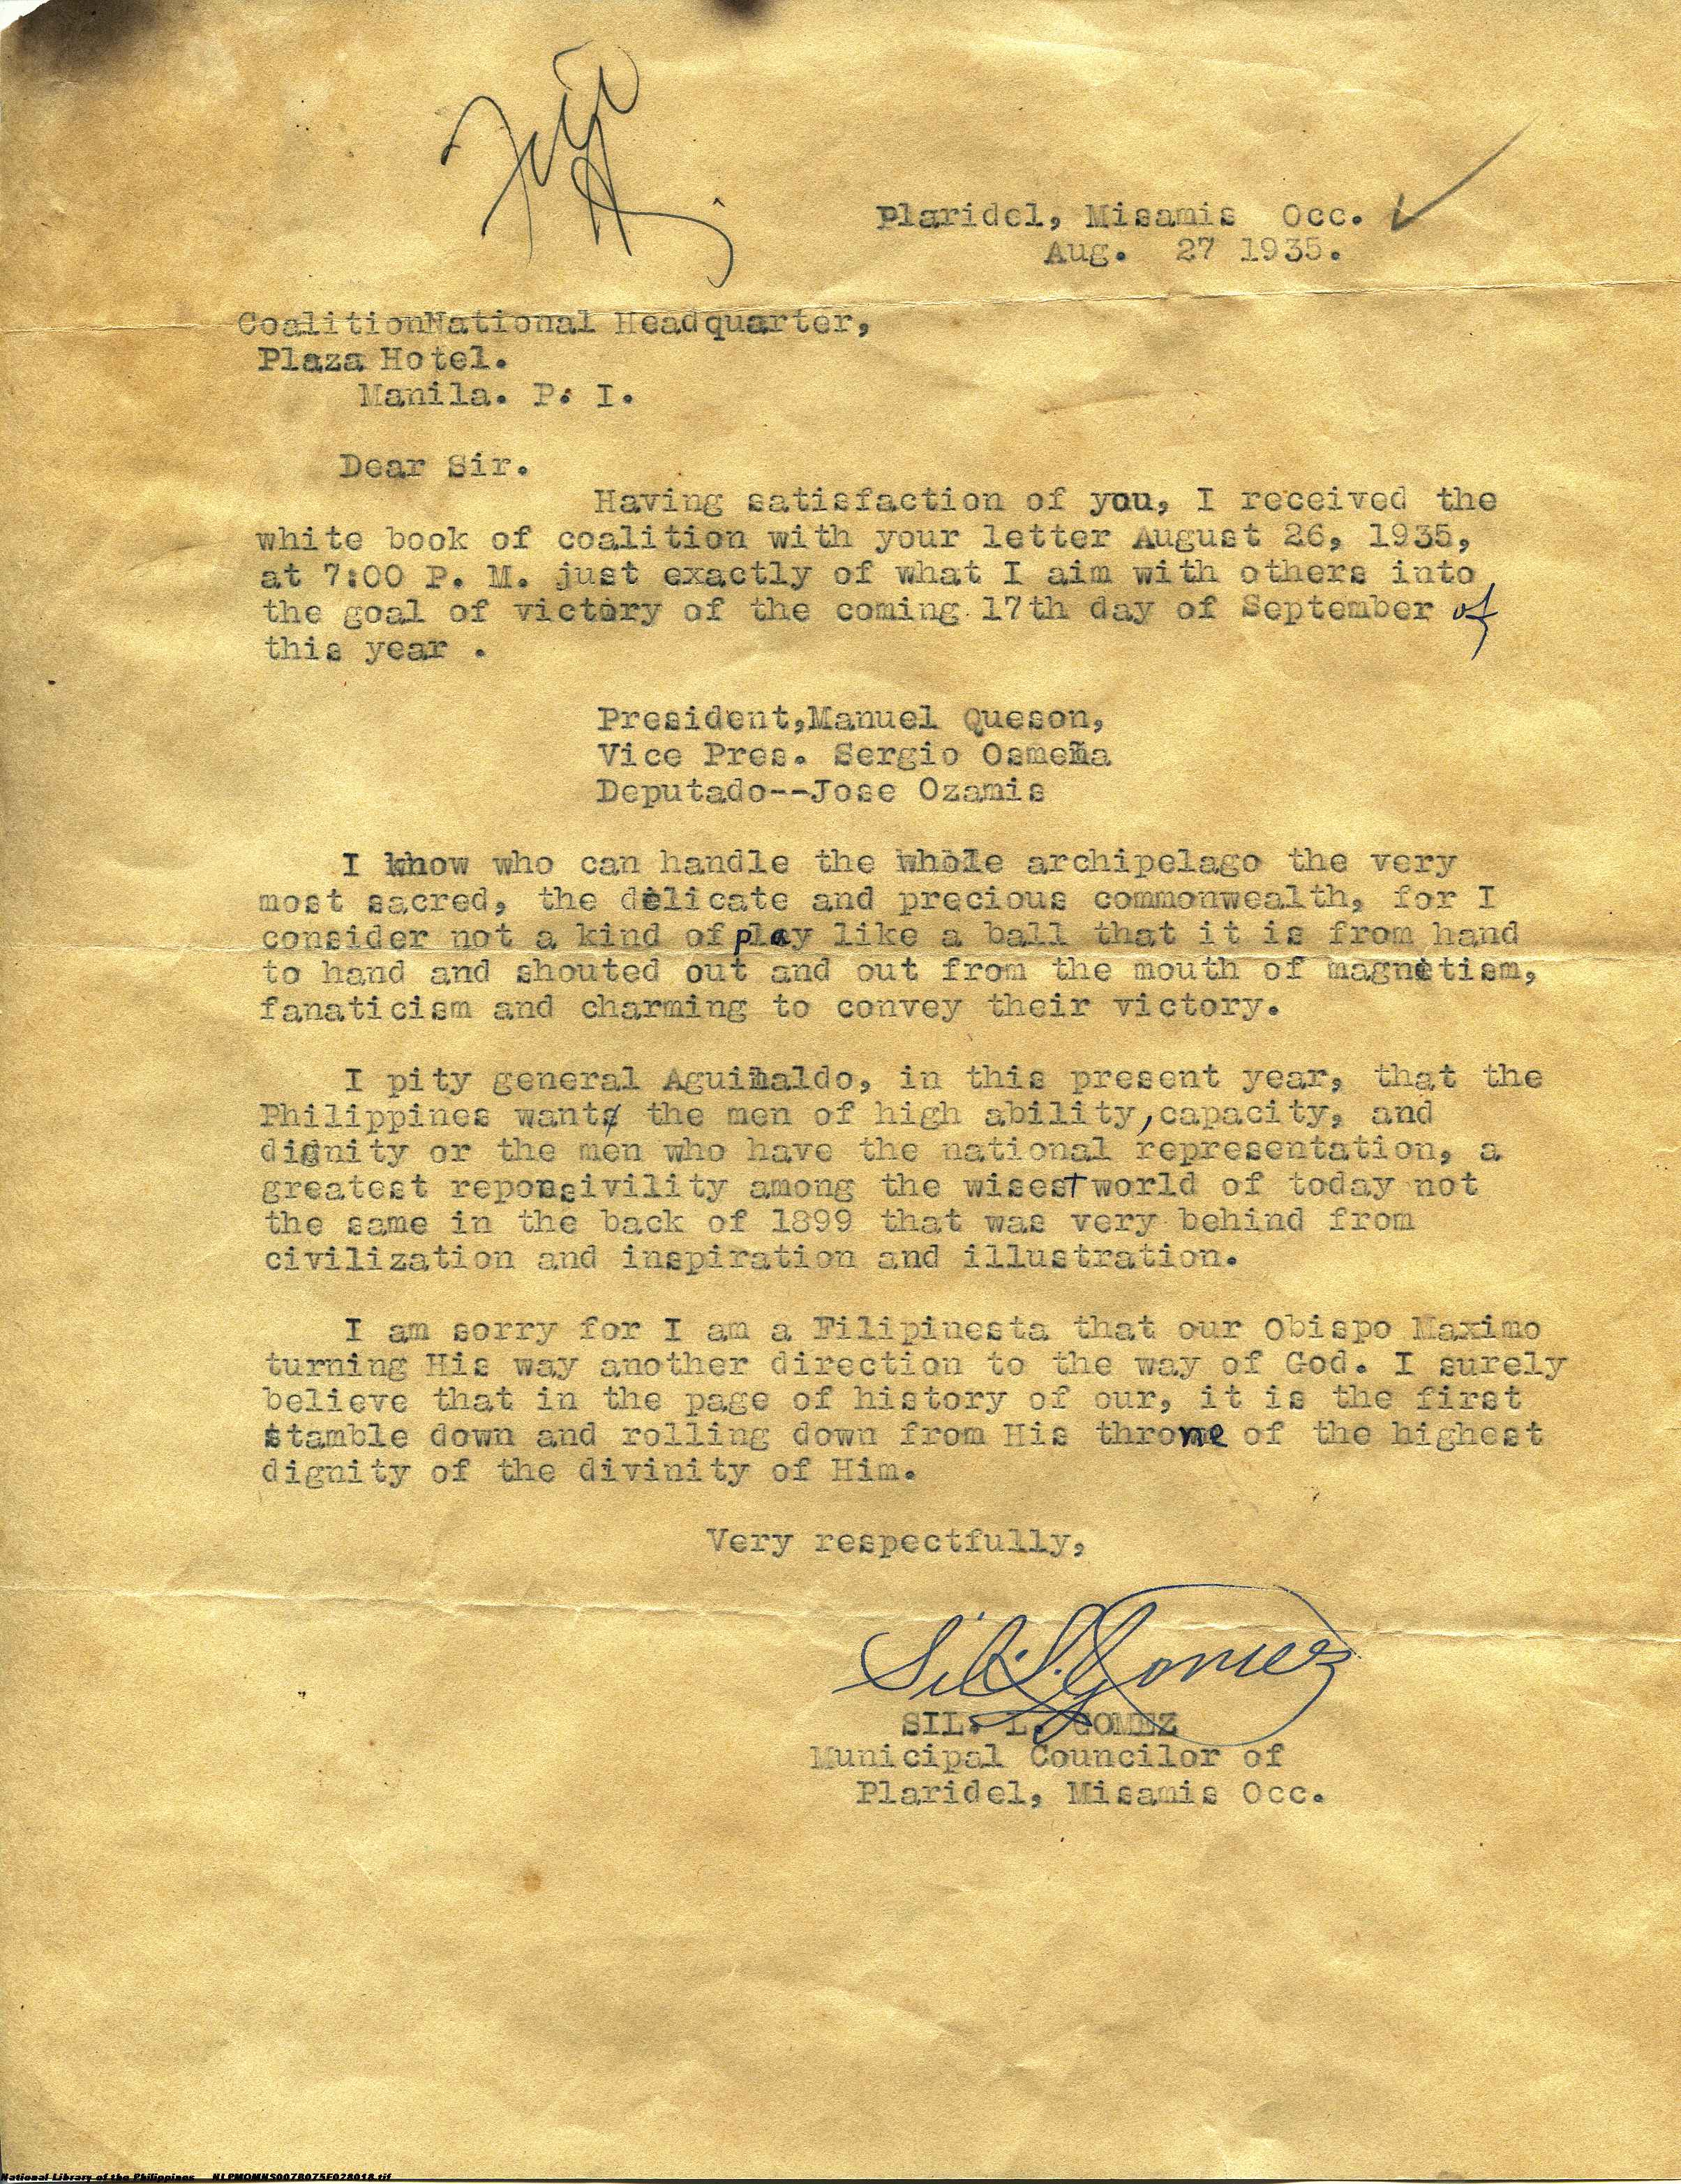 Plaridel, Misamis Occ.
Aug. 27 1935.
CoalitionNational Headquarter,
Plaza Hotel.
Manila. P. I.
Dear Sir.
Having satisfaction of you, I received the
white book of coalition with your letter August 26, 1935,
at 7:00 P. M. just exactly of what I aim with others into
the goal of victory of the coming 17th day of September of
this year .
President,Manuel Queson,
Vice Pres. Sergio Osmeña
Deputado--Jose Ozamis
I know who can handle the whole archipelago the very
most sacred, the delicate and precious commonwealth, for I
consider not a kind of play like a ball that it is from hand
to hand and shouted out and out from the mouth of magnetism,
fanaticism and charming to convey their victory.
I pity general Aguinaldo, in this present year, that the
Philippines want the men of high ability, capacity, and
dignity or the men who have the national representation, a
greatest reponsivility among the wisest world of today not
the same in the back of 1899 that was very behind from
civilization and inspiration and illustration.
I am sorry for I am a Filipinesta that our Obispo Maximo
turning His way another direction to the way of God. I surely
believe that in the page of history of our, it is the first
stamble down and rolling down from His throne of the highest
dignity of the divinity of Him.
Very respectfully,
Sil. L. Gomez
SIL. L. GOMEZ
Municipal Councilor of
Plaridel, Misamis Occ.
National Library of the Philippines NLPMQMNS007B075F028018.tif